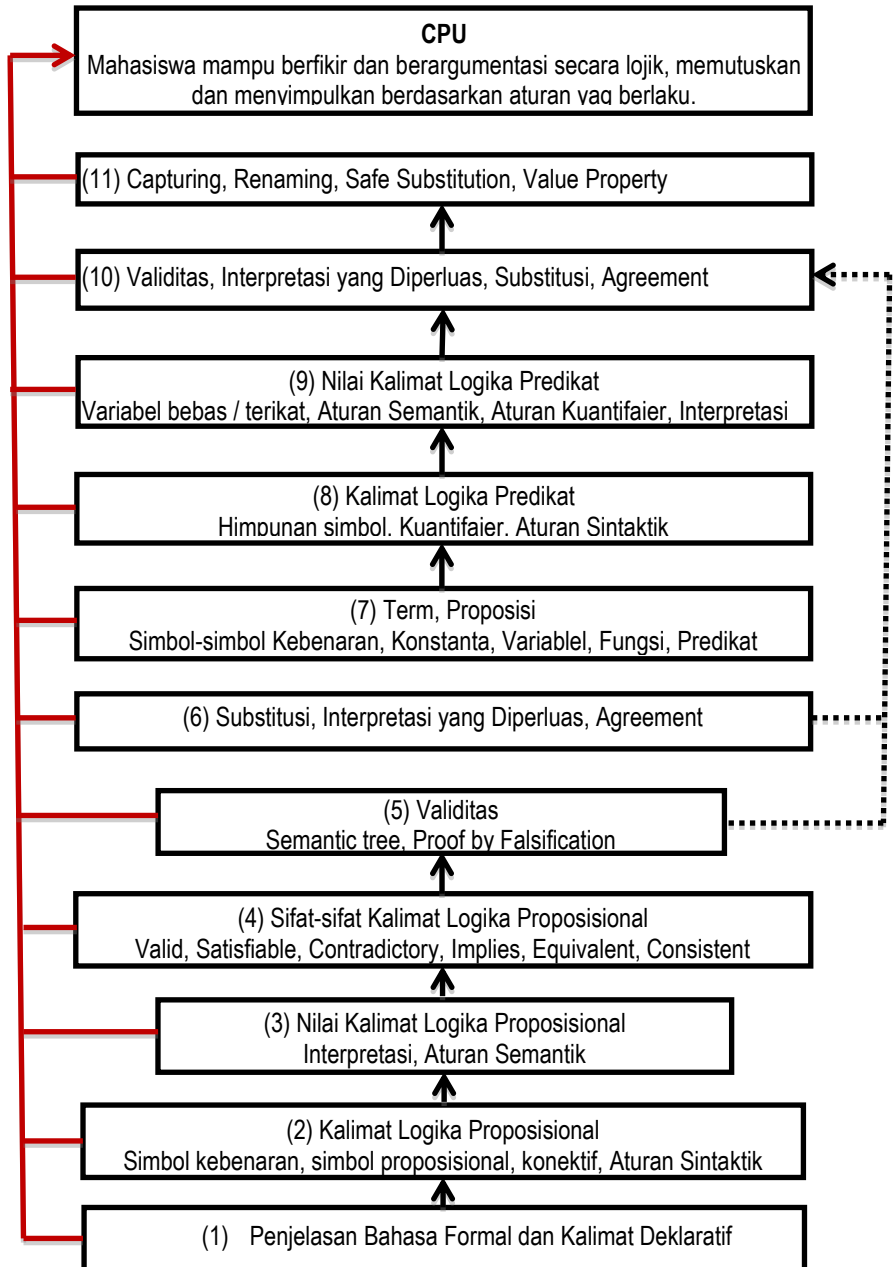 CPU
Mahasiswa mampu berfikir dan berargumentasi secara lojik, memutuskan
dan menyimpulkan berdasarkan aturan yag berlaku.
(11) Capturing, Renaming, Safe Substitution, Value Property
(10) Validitas, Interpretasi yang Diperluas, Substitusi, Agreement
(9) Nilai Kalimat Logika Predikat
Variabel bebas / terikat, Aturan Semantik, Aturan Kuantifaier, Interpretasi
(8) Kalimat Logika Predikat
Himpunan simbol, Kuantifaier, Aturan Sintaktik
(7) Term, Proposisi
Simbol-simbol Kebenaran, Konstanta, Variablel, Fungsi, Predikat
(6) Substitusi, Interpretasi yang Diperluas, Agreement
(5) Validitas
Semantic tree, Proof by Falsification
(4) Sifat-sifat Kalimat Logika Proposisional
Valid, Satisfiable, Contradictory, Implies, Equivalent, Consistent
(3) Nilai Kalimat Logika Proposisional
Interpretasi, Aturan Semantik
(2) Kalimat Logika Proposisional
Simbol kebenaran, simbol proposisional, konektif, Aturan Sintaktik
(1) Penjelasan Bahasa Formal dan Kalimat Deklaratif